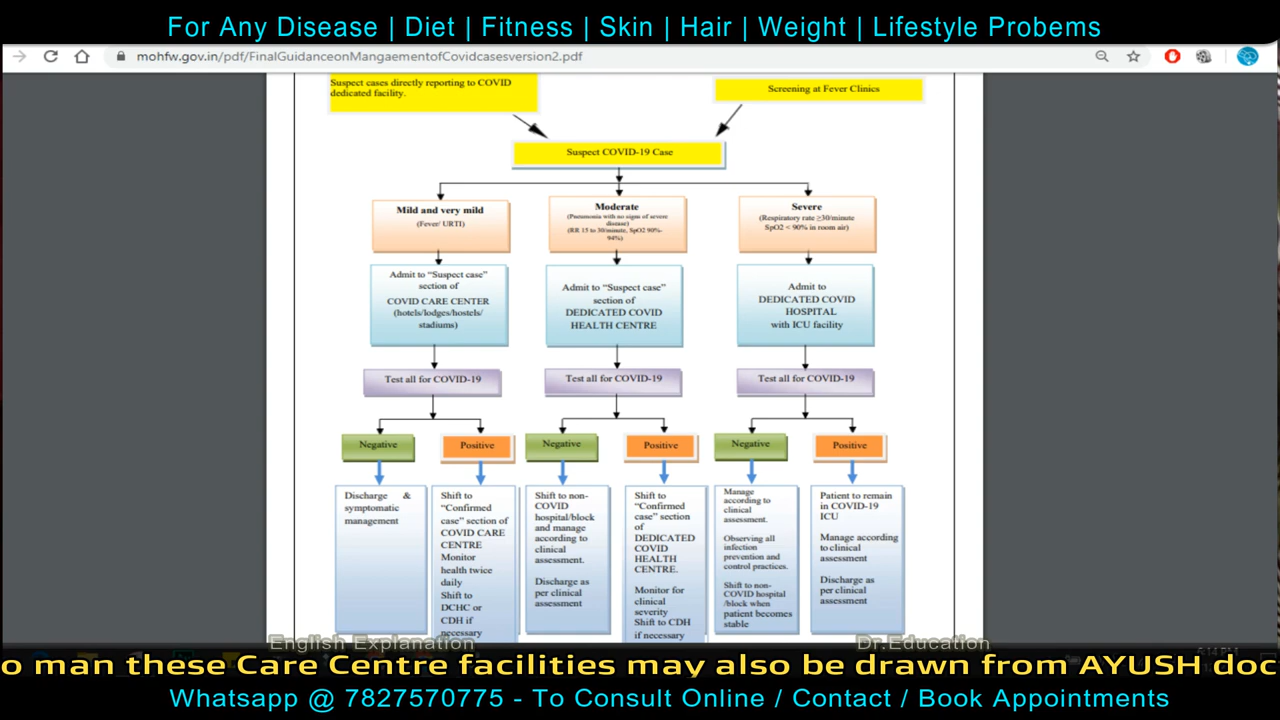 For Any Disease | Diet | Fitness | Skin | Hair | Weight | Lifestyle Probems
mohfw.gov.in/pdf/FinalGuidanceonMangaementofCovidcasesversion2.pdf
Suspect cases directly reporting to COVID
dedicated facility.
Screening at Fever Clinics
Suspect COVID-19 Case
Mild and very mild
(Fever/ URTI)
Moderate
(Pneumonia with no signs of severe
disease)
(RR 15 to 30/minute, SpO2 90%-
94%)
Severe
(Respiratory rate ≥30/minute
SpO2 < 90% in room air)
Admit to “Suspect case”
section of
COVID CARE CENTER
(hotels/lodges/hostels/
stadiums)
Admit to “Suspect case”
section of
DEDICATED COVID
HEALTH CENTRE
Admit to
DEDICATED COVID
HOSPITAL
with ICU facility
Test all for COVID-19
Test all for COVID-19
Test all for COVID-19
Negative
Positive
Negative
Positive
Negative
Positive
Discharge &
symptomatic
management
Shift to
“Confirmed
case” section of
COVID CARE
CENTRE
Monitor
health twice
daily
Shift to
DCHC or
CDH if
necessary
Shift to non-
COVID
hospital/block
and manage
according to
clinical
assessment.
Discharge as
per clinical
assessment
Shift to
“Confirmed
case” section
of
DEDICATED
COVID
HEALTH
CENTRE.
Monitor for
clinical
severity
Shift to CDH
if necessary
Manage
according to
clinical
assessment.
Observing all
infection
prevention and
control practices.
Shift to non-
COVID hospital
/block when
patient becomes
stable
Patient to remain
in COVID-19
ICU
Manage according
to clinical
assessment
Discharge as
per clinical
assessment
English Explanation
Dr.Education
o man these Care Centre facilities may also be drawn from AYUSH doc
Whatsapp @ 7827570775 - To Consult Online / Contact / Book Appointments